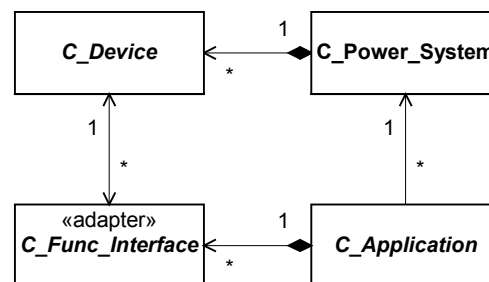 1
C_Device
C_Power_System
*
1
1
*
*
«adapter»
1
C_Func_Interface
C_Application
*